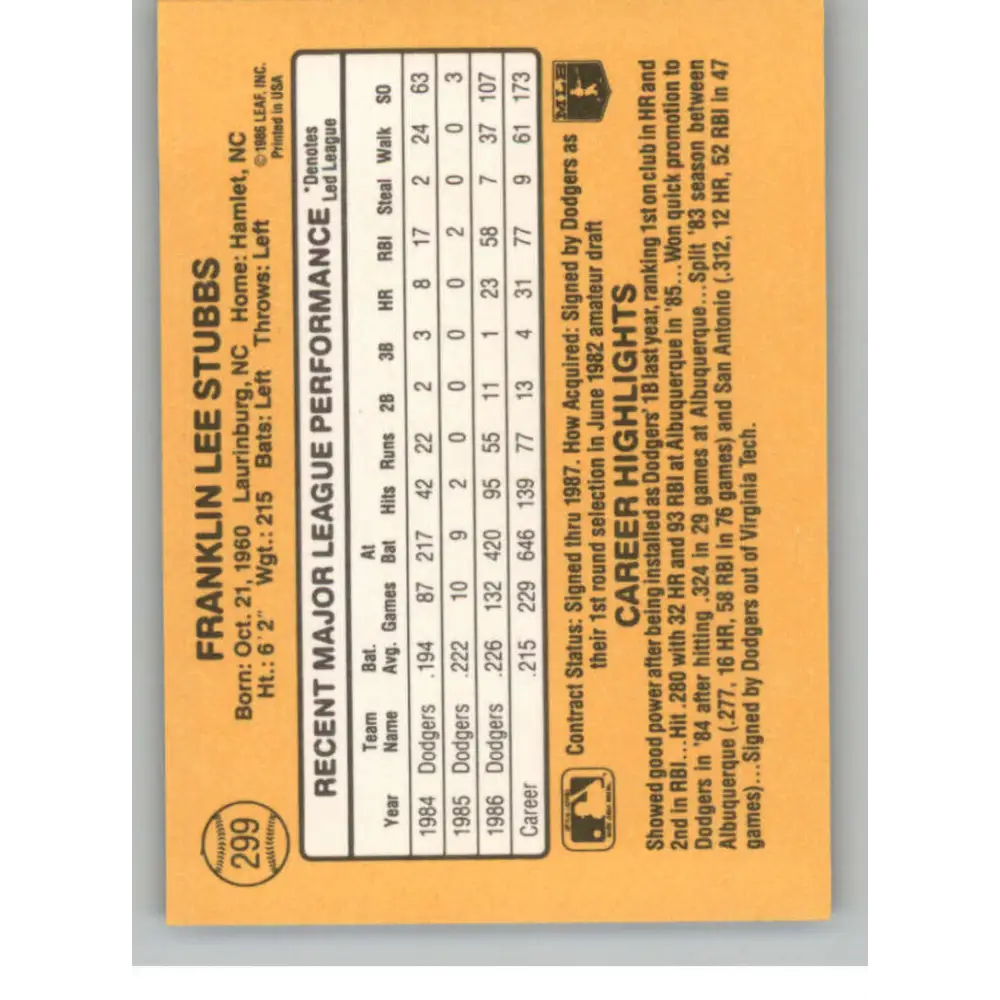 299
FRANKLIN LEE STUBBS
Born: Oct. 21, 1960 Laurinburg, NC Home: Hamlet, NC
Ht.: 6'2" Wgt.: 215 Bats: Left Throws: Left
©1986 LEAF, INC.
Printed in USA
RECENT MAJOR LEAGUE PERFORMANCE
*Denotes
Led League
Year Team Name Bat. Avg. Games At Bat Hits Runs 2B 3B HR RBI Steal Walk SO
1984 Dodgers .194 87 217 42 22 2 3 8 17 2 24 63
1985 Dodgers .222 10 9 2 0 0 0 0 2 0 0 3
1986 Dodgers .226 132 420 95 55 11 1 23 58 7 37 107
Career .215 229 646 139 77 13 4 31 77 9 61 173
Contract Status: Signed thru 1987. How Acquired: Signed by Dodgers as
their 1st round selection in June 1982 amateur draft
MLB
CAREER HIGHLIGHTS
Showed good power after being installed as Dodgers' 1B last year, ranking 1st on club in HR and
2nd in RBI...Hit .280 with 32 HR and 93 RBI at Albuquerque in '85...Won quick promotion to
Dodgers in '84 after hitting .324 in 29 games at Albuquerque...Split '83 season between
Albuquerque (.277, 16 HR, 58 RBI in 76 games) and San Antonio (.312, 12 HR, 52 RBI in 47
games)...Signed by Dodgers out of Virginia Tech.